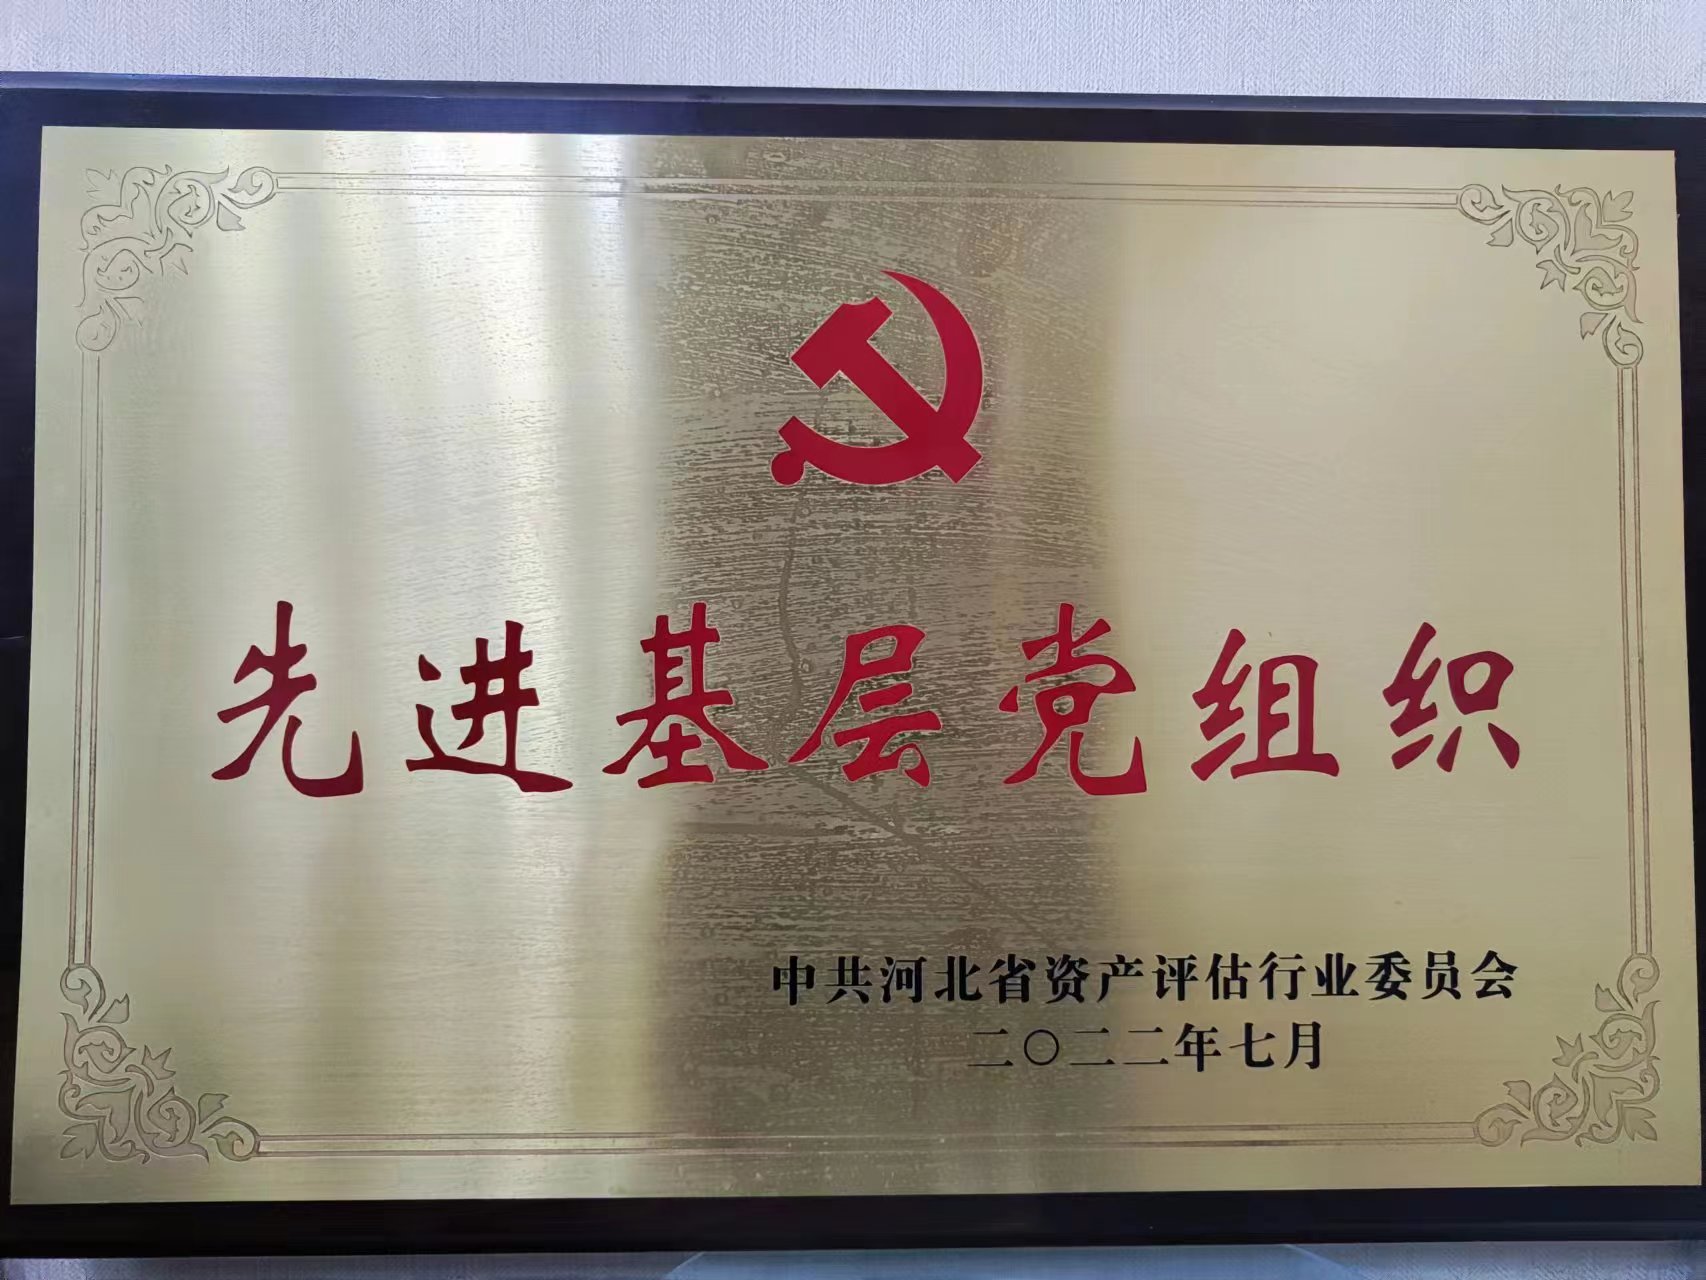 先进基层党组织
中共河北省资产评估行业委员会
二〇二二年七月